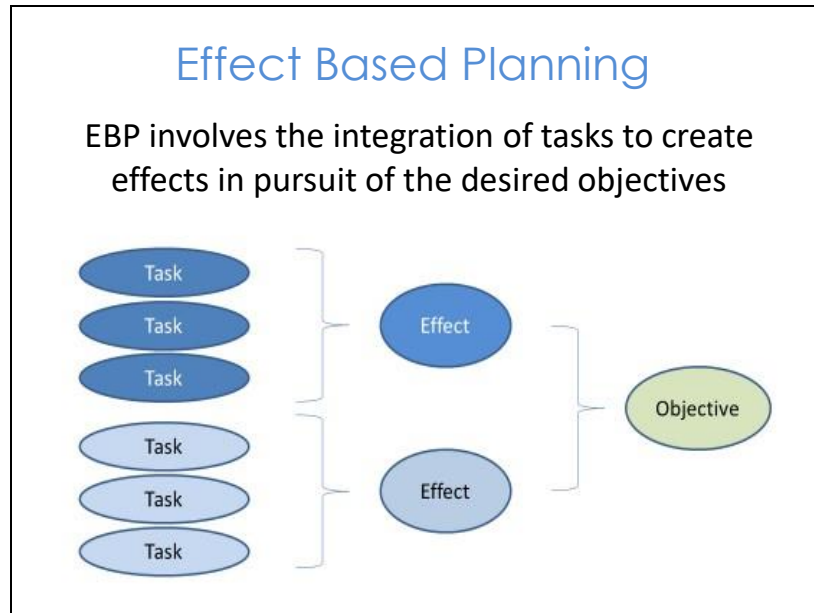 Effect Based Planning
EBP involves the integration of tasks to create
effects in pursuit of the desired objectives
Task
Task
Task
Effect
Task
Task
Task
Effect
Objective